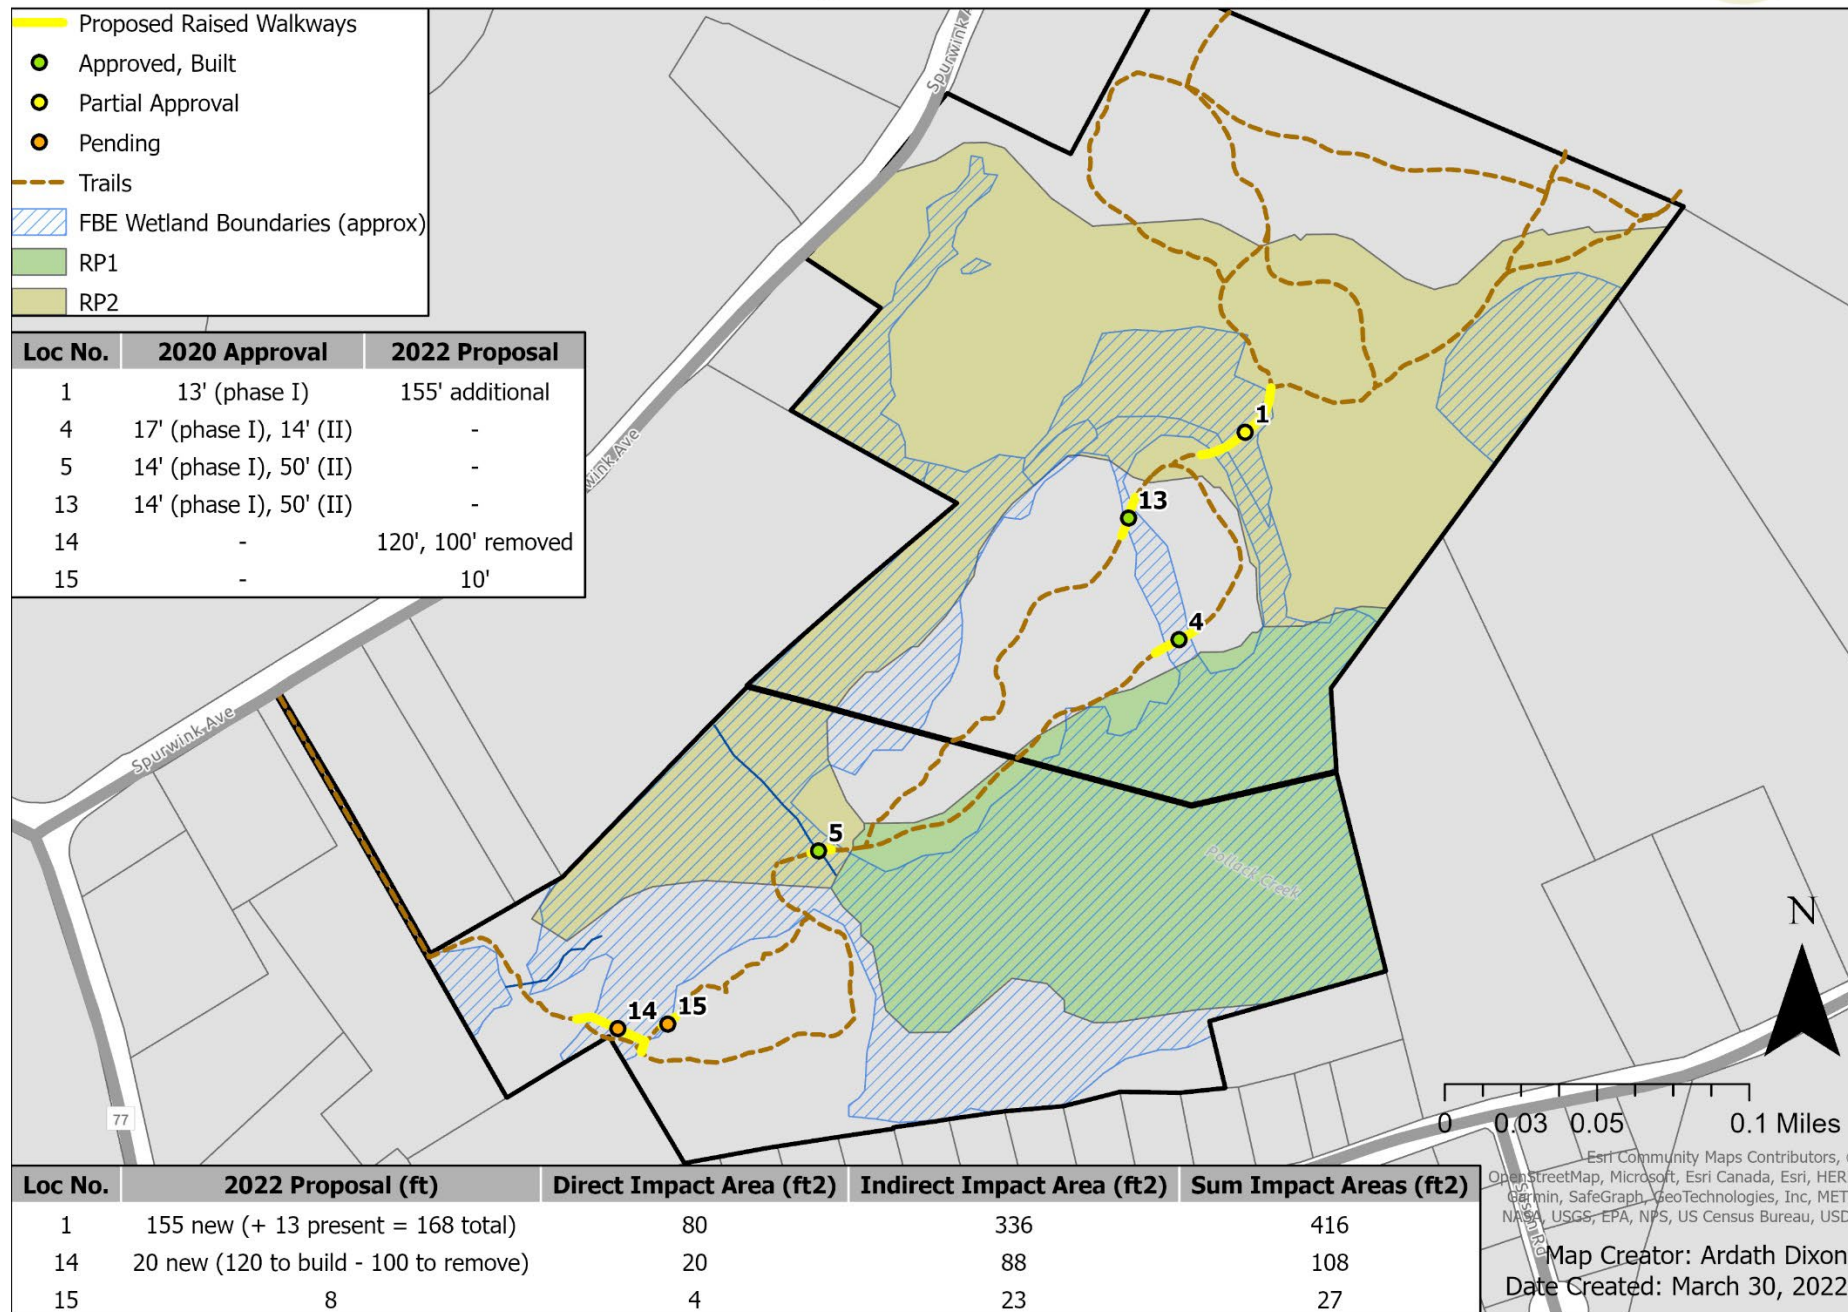 Proposed Raised Walkways
Approved, Built
Partial Approval
Pending
Trails
FBE Wetland Boundaries (approx)
RP1
RP2
Loc No. 2020 Approval 2022 Proposal
1 13' (phase I) 155' additional
4 17' (phase I), 14' (II) -
5 14' (phase I), 50' (II) -
13 14' (phase I), 50' (II) -
14 - 120', 100' removed
15 - 10'
Spurwink A
wink Ave
Spurwink Ave
1
13
4
5
14
15
Pollack Creek
77
N
0 0.03 0.05 0.1 Miles
Esri Community Maps Contributors,
OpenStreetMap, Microsoft, Esri Canada, Esri, HER
Garmin, SafeGraph, GeoTechnologies, Inc, MET
NASA, USGS, EPA, NPS, US Census Bureau, USD
Map Creator: Ardath Dixon
Date Created: March 30, 2022
Loc No. 2022 Proposal (ft) Direct Impact Area (ft2) Indirect Impact Area (ft2) Sum Impact Areas (ft2)
1 155 new (+ 13 present = 168 total) 80 336 416
14 20 new (120 to build - 100 to remove) 20 88 108
15 8 4 23 27